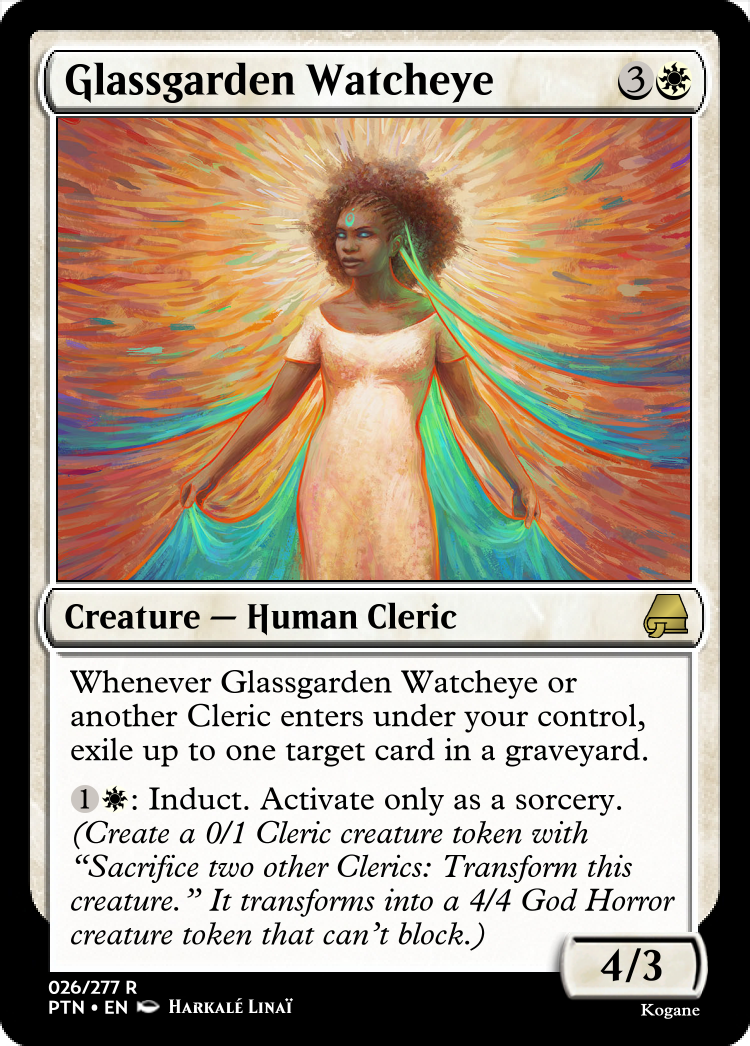 Glassgarden Watcheye 3
Creature — Human Cleric
Whenever Glassgarden Watcheye or
another Cleric enters under your control,
exile up to one target card in a graveyard.
1 : Induct. Activate only as a sorcery.
(Create a 0/1 Cleric creature token with
“Sacrifice two other Clerics: Transform this
creature.” It transforms into a 4/4 God Horror
creature token that can’t block.)
4/3
026/277 R
PTN • EN Harkalé Linaï
Kogane